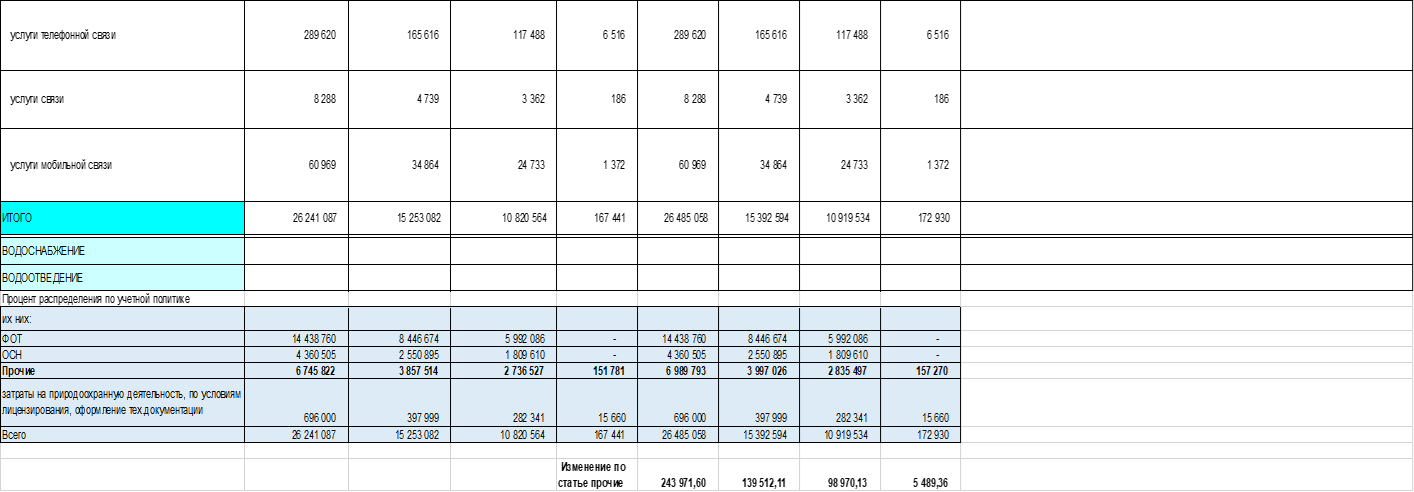 услуги телефонной связи 289 620 165 616 117 488 6 516 289 620 165 616 117 488 6 516
услуги связи 8 288 4 739 3 362 186 8 288 4 739 3 362 186
услуги мобильной связи 60 969 34 864 24 733 1 372 60 969 34 864 24 733 1 372
ИТОГО 26 241 087 15 253 082 10 820 564 167 441 26 485 058 15 392 594 10 919 534 172 930
ВОДОСНАБЖЕНИЕ
ВОДООТВЕДЕНИЕ
Процент распределения по учетной политике
их них:
ФОТ 14 438 760 8 446 674 5 992 086 - 14 438 760 8 446 674 5 992 086 -
ОСН 4 360 505 2 550 895 1 809 610 - 4 360 505 2 550 895 1 809 610 -
Прочие 6 745 822 3 857 514 2 736 527 151 781 6 989 793 3 997 026 2 835 497 157 270
затраты на природоохранную деятельность, по условиям
лицензирования, оформление тех.документации 696 000 397 999 282 341 15 660 696 000 397 999 282 341 15 660
Всего 26 241 087 15 253 082 10 820 564 167 441 26 485 058 15 392 594 10 919 534 172 930
Изменение по
статье прочие 243 971,60 139 512,11 98 970,13 5 489,36